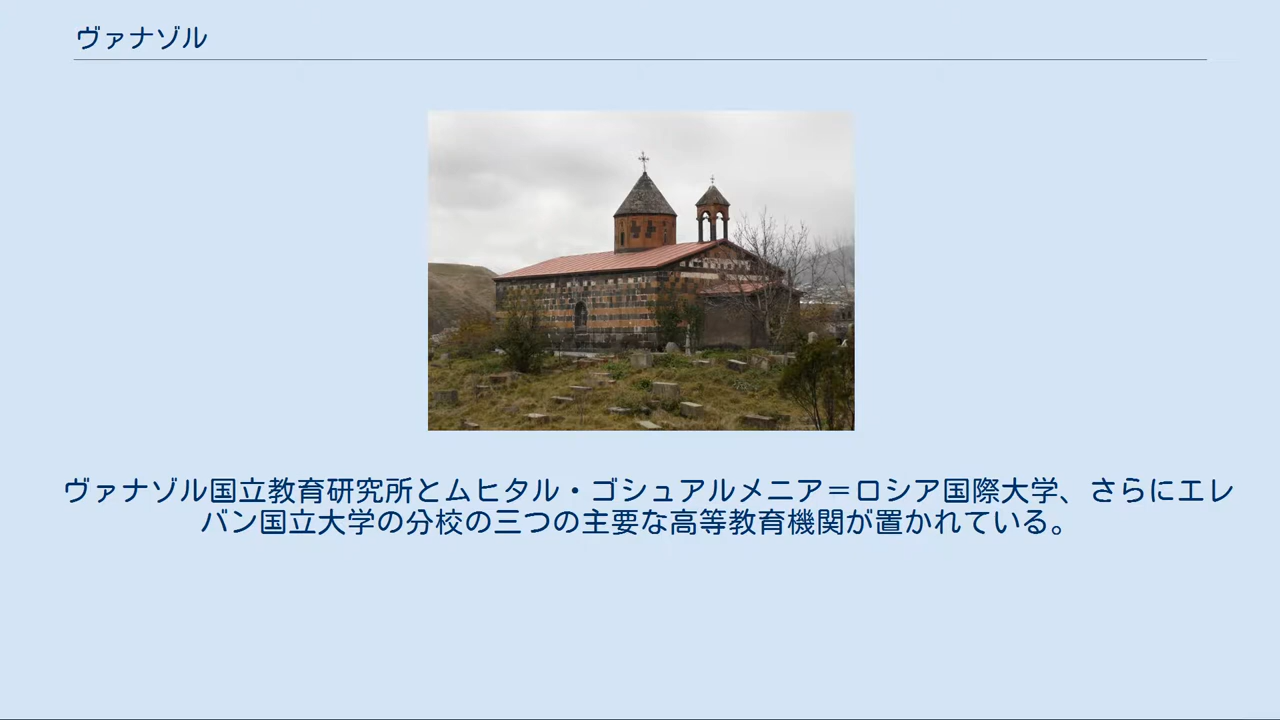 ヴァナゾル
ヴァナゾル国立教育研究所とムヒタル・ゴシュアルメニア＝ロシア国際大学、さらにエレ
バン国立大学の分校の三つの主要な高等教育機関が置かれている。